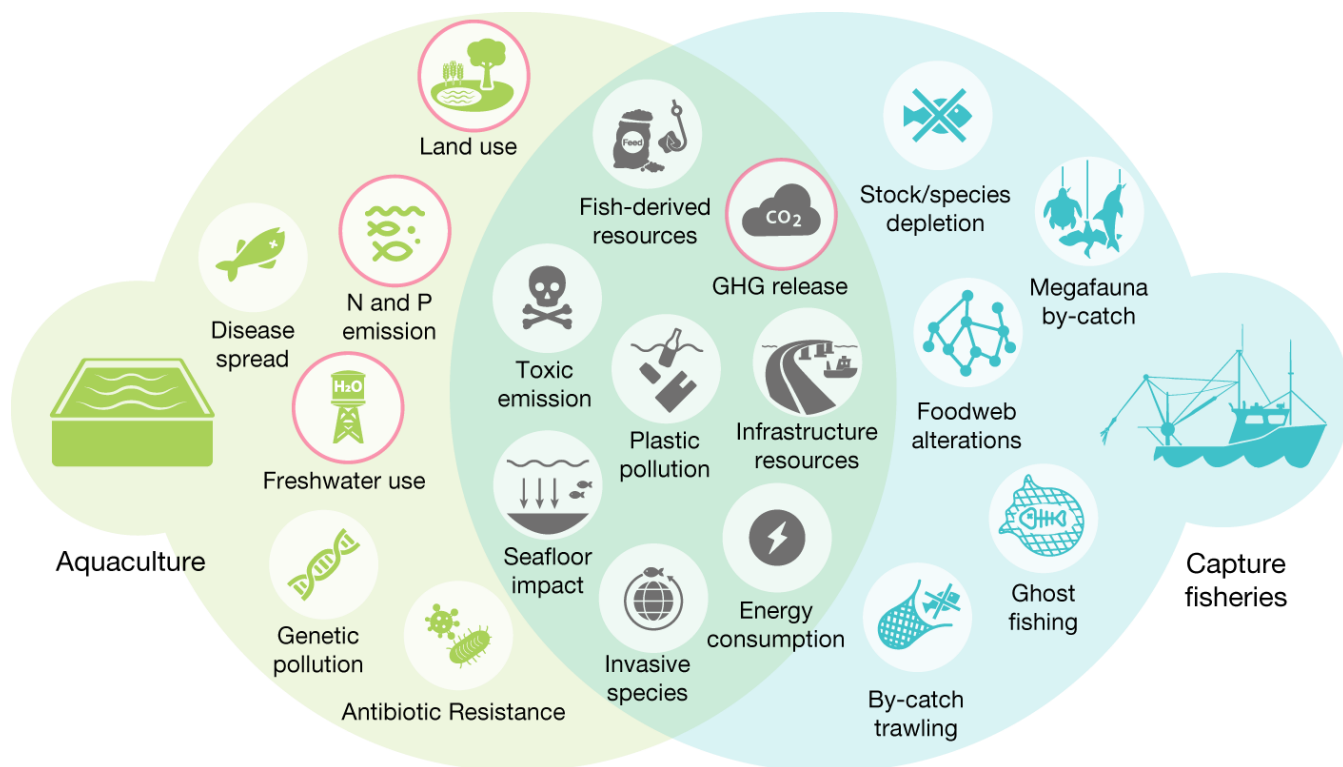 Land use
Feed
Fish-derived
resources
CO2
GHG release
Stock/species
depletion
Megafauna
by-catch
N and P
emission
Disease
spread
H2O
Freshwater use
Toxic
emission
Plastic
pollution
Infrastructure
resources
Foodweb
alterations
Aquaculture
Genetic
pollution
Antibiotic Resistance
Seafloor
impact
Invasive
species
Energy
consumption
Ghost
fishing
By-catch
trawling
Capture
fisheries